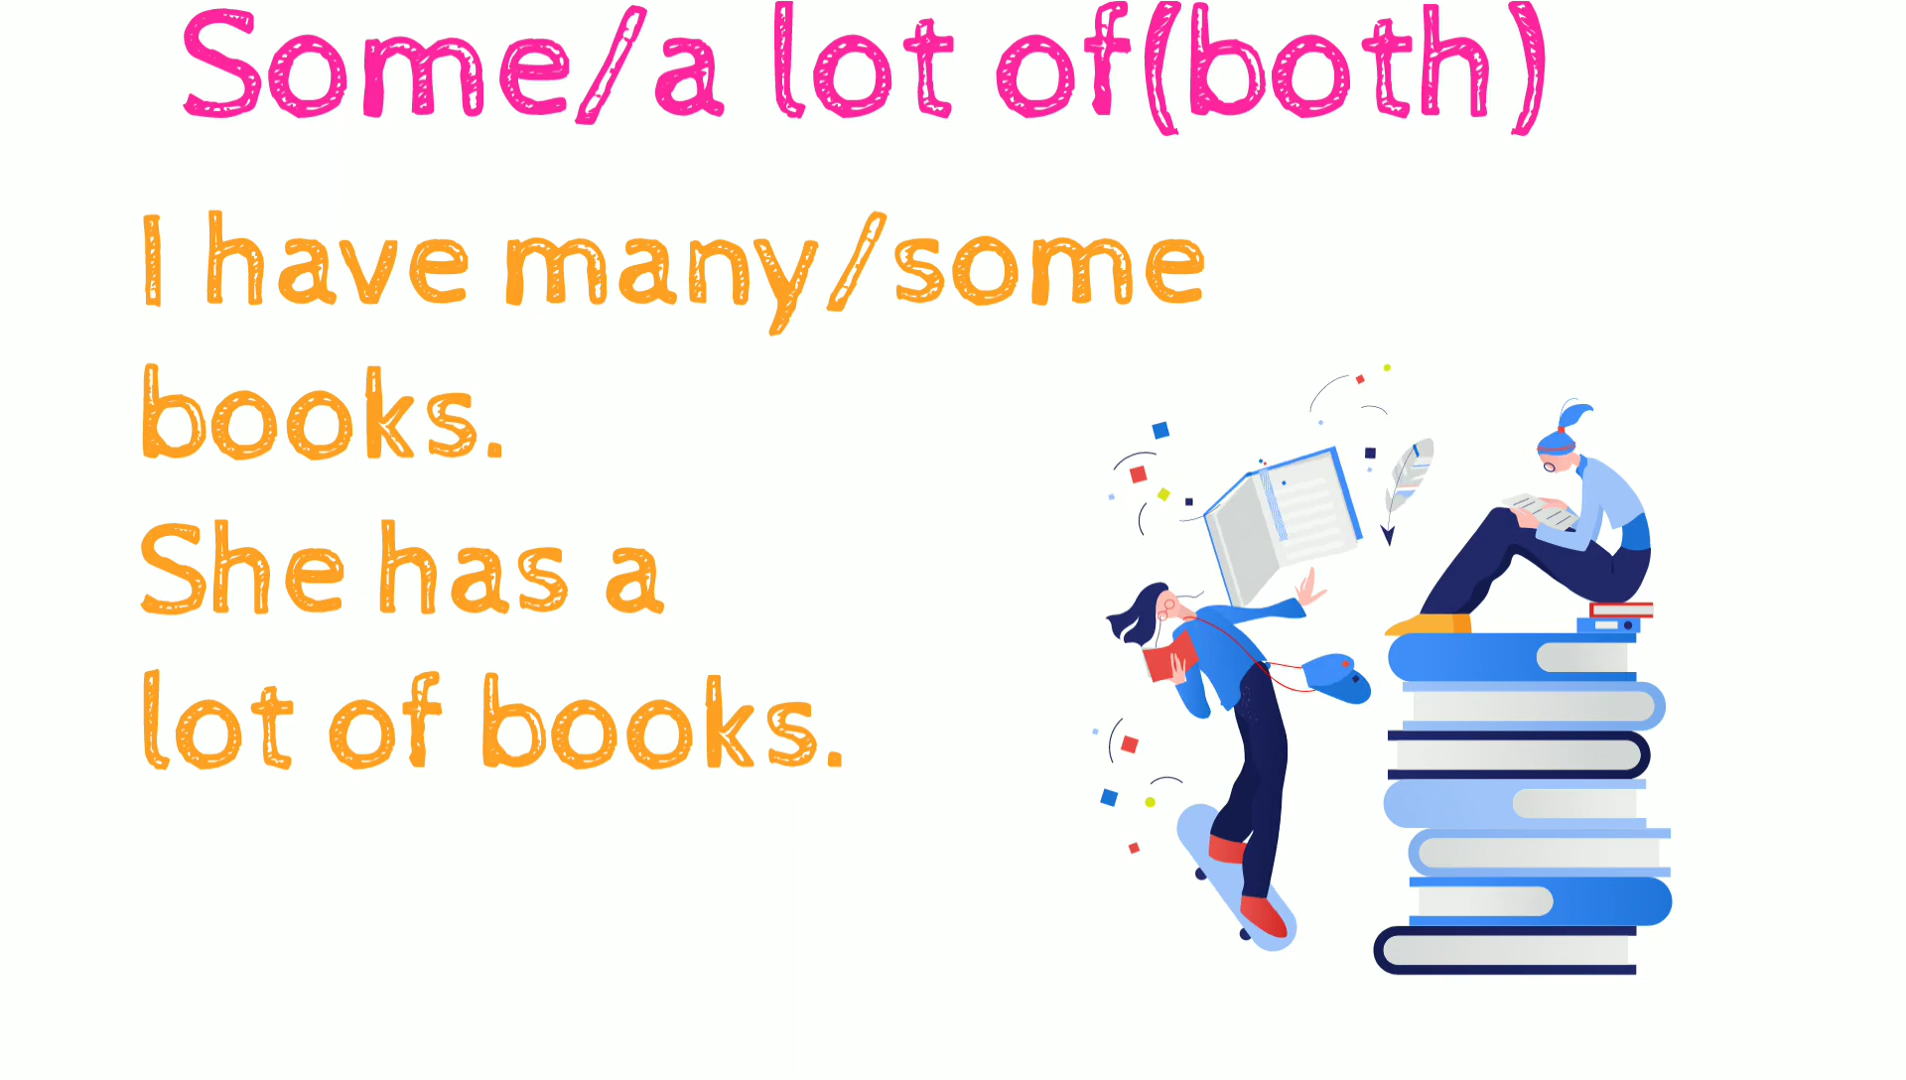 Some/a lot of(both)
I have many/some
books.
She has a
lot of books.